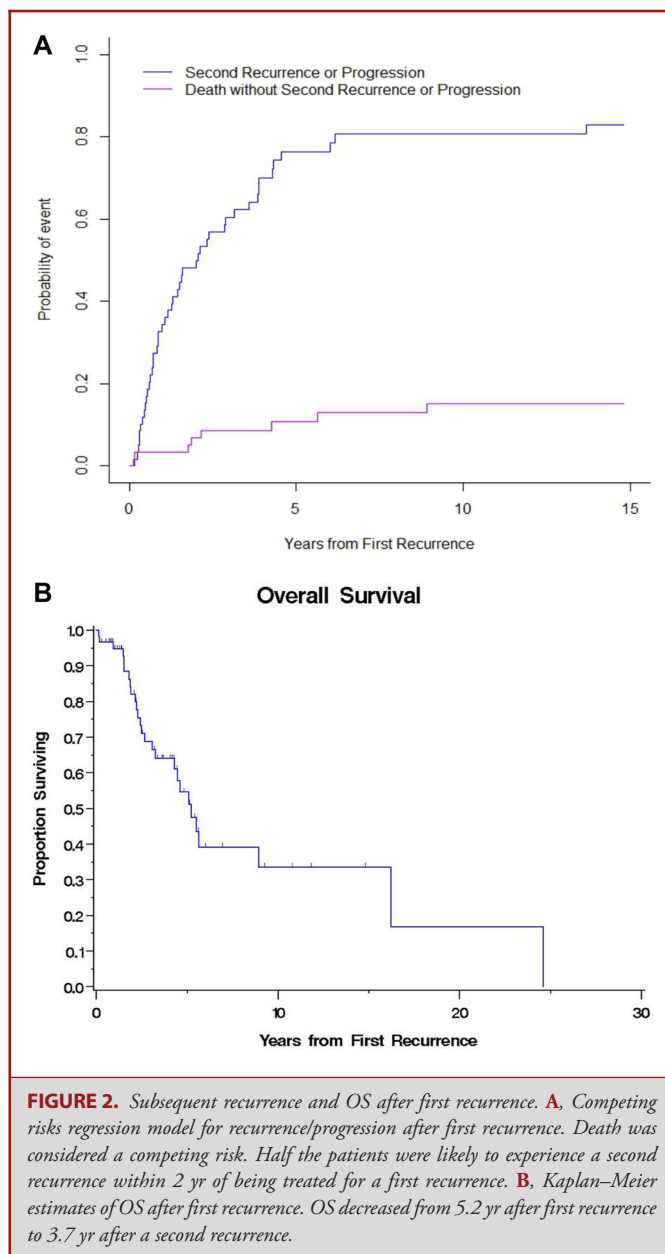 A
1.0
0.8
0.6
0.4
0.2
0.0
Probability of event
Second Recurrence or Progression
Death without Second Recurrence or Progression
0 5 10 15
Years from First Recurrence
B
Overall Survival
1.0
0.9
0.8
0.7
0.6
0.5
0.4
0.3
0.2
0.1
0.0
Proportion Surviving
0 10 20 30
Years from First Recurrence
FIGURE 2. Subsequent recurrence and OS after first recurrence. A, Competing
risks regression model for recurrence/progression after first recurrence. Death was
considered a competing risk. Half the patients were likely to experience a second
recurrence within 2 yr of being treated for a first recurrence. B, Kaplan–Meier
estimates of OS after first recurrence. OS decreased from 5.2 yr after first recurrence
to 3.7 yr after a second recurrence.